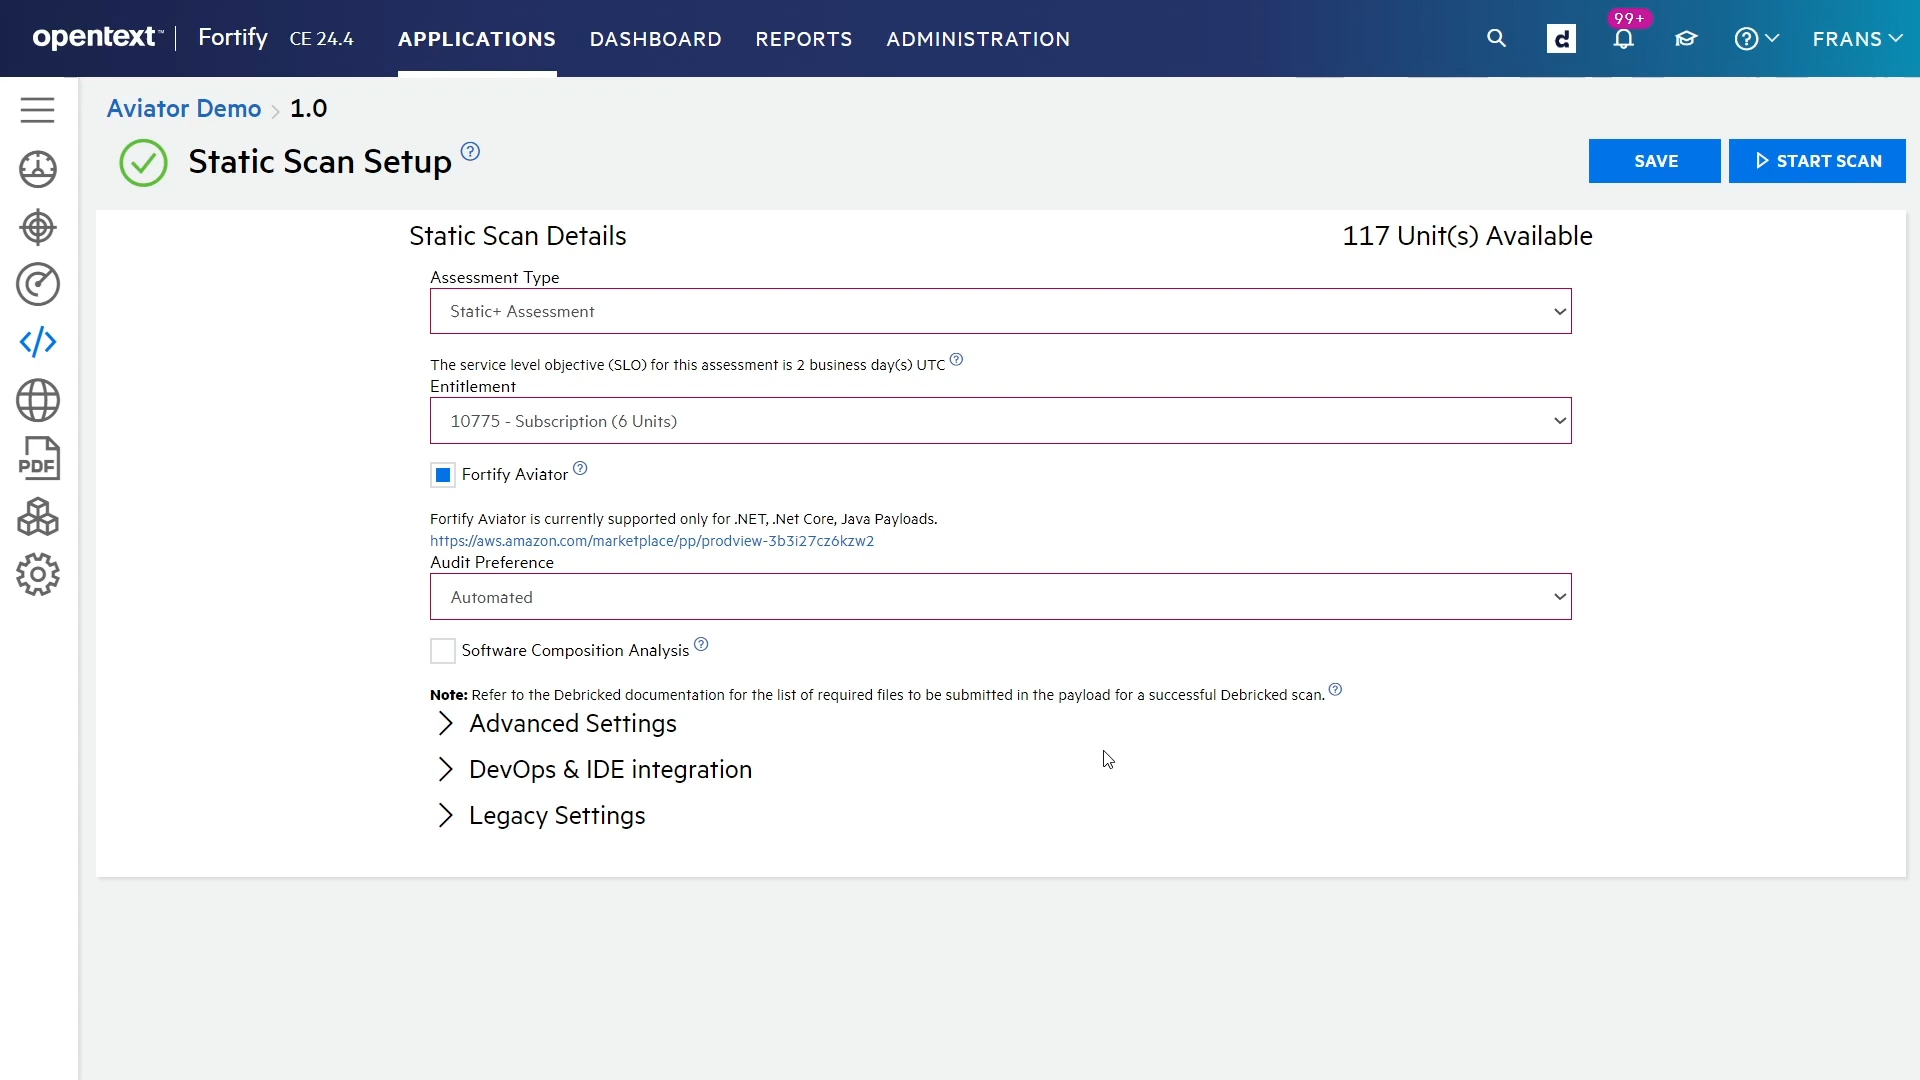 opentext™ | Fortify CE 24.4 APPLICATIONS DASHBOARD REPORTS ADMINISTRATION d 99+ FRANS
Aviator Demo > 1.0
Static Scan Setup
SAVE START SCAN
Static Scan Details 117 Unit(s) Available
Assessment Type
Static+ Assessment
The service level objective (SLO) for this assessment is 2 business day(s) UTC
Entitlement
10775 - Subscription (6 Units)
Fortify Aviator
Fortify Aviator is currently supported only for .NET, .Net Core, Java Payloads.
https://aws.amazon.com/marketplace/pp/prodview-3b3i27cz6kzw2
Audit Preference
Automated
Software Composition Analysis
Note: Refer to the Debricked documentation for the list of required files to be submitted in the payload for a successful Debricked scan.
Advanced Settings
DevOps & IDE integration
Legacy Settings
PDF